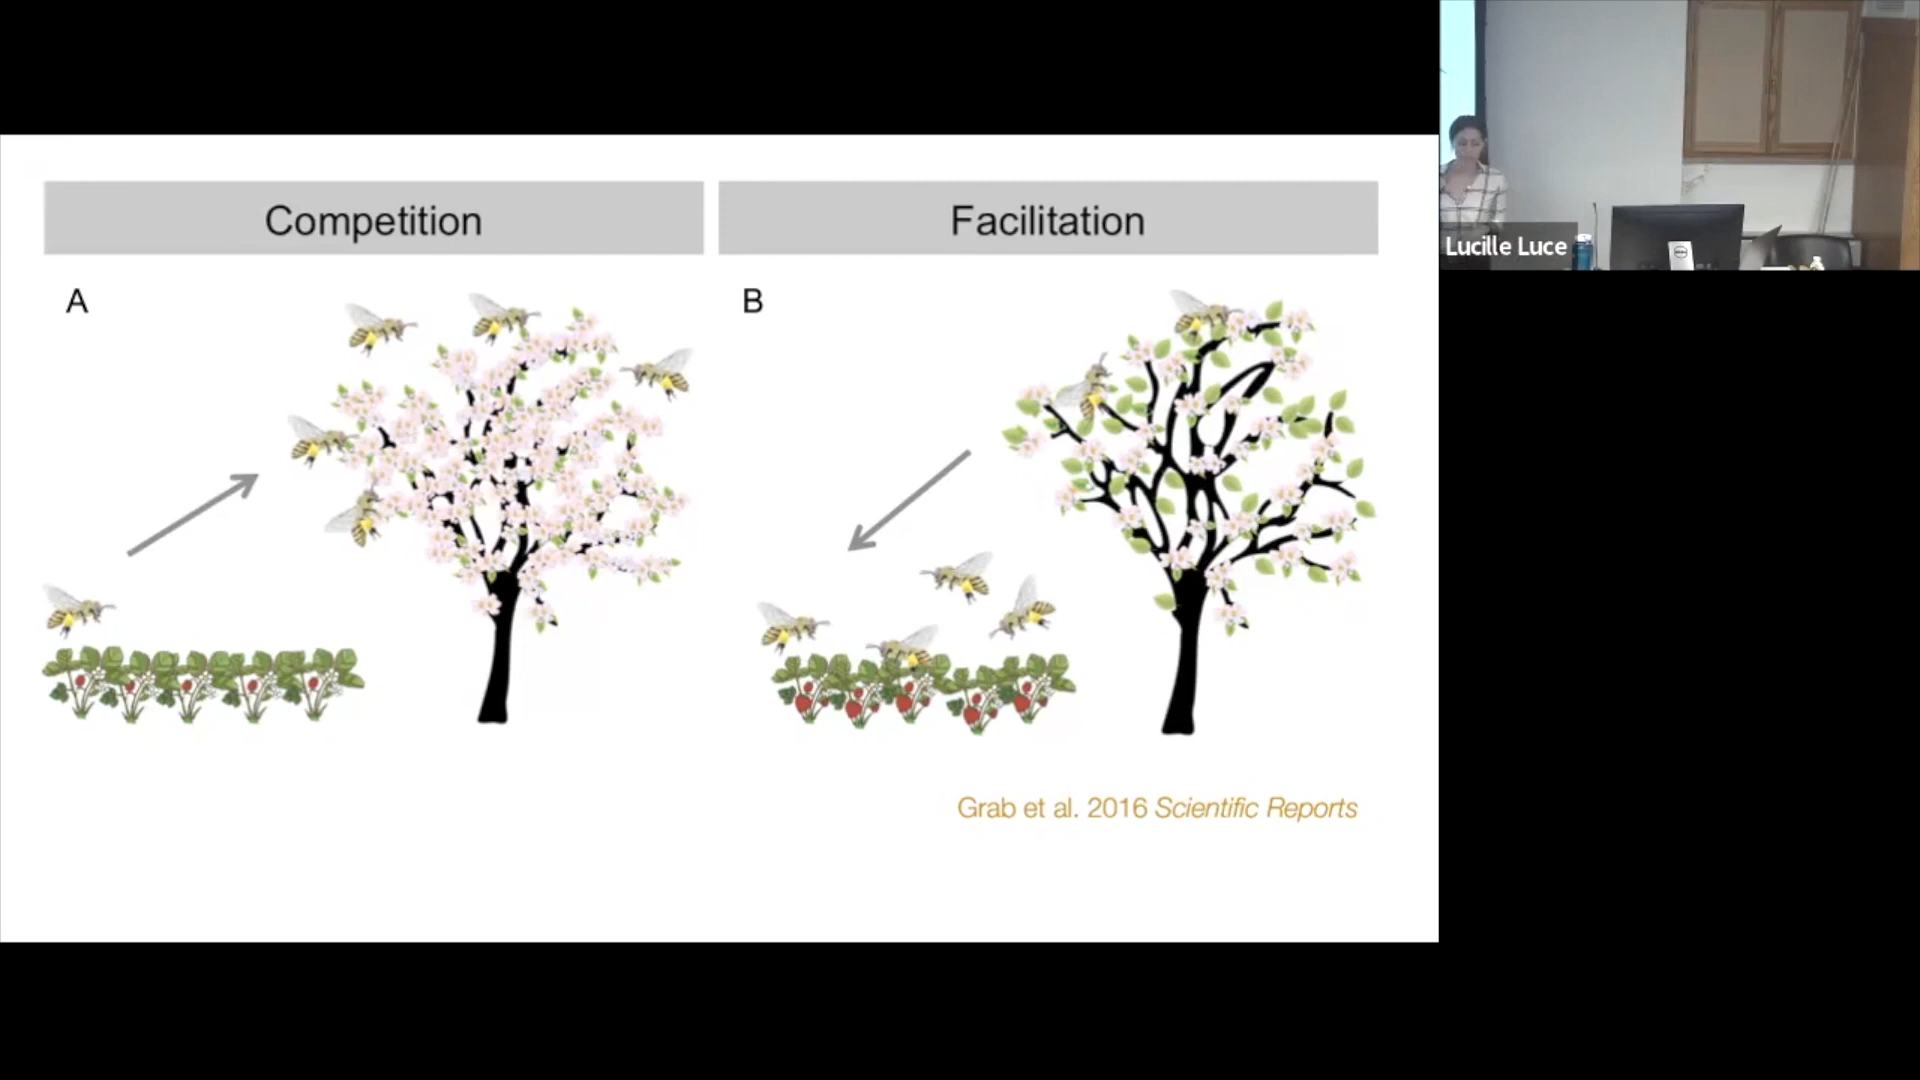 Competition
Facilitation
A
B
Grab et al. 2016 Scientific Reports
Lucille Luce